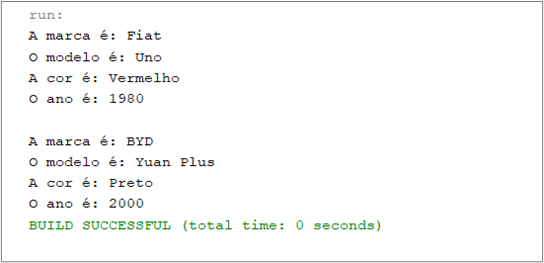 run:
A marca é: Fiat
O modelo é: Uno
A cor é: Vermelho
O ano é: 1980
A marca é: BYD
O modelo é: Yuan Plus
A cor é: Preto
O ano é: 2000
BUILD SUCCESSFUL (total time: 0 seconds)